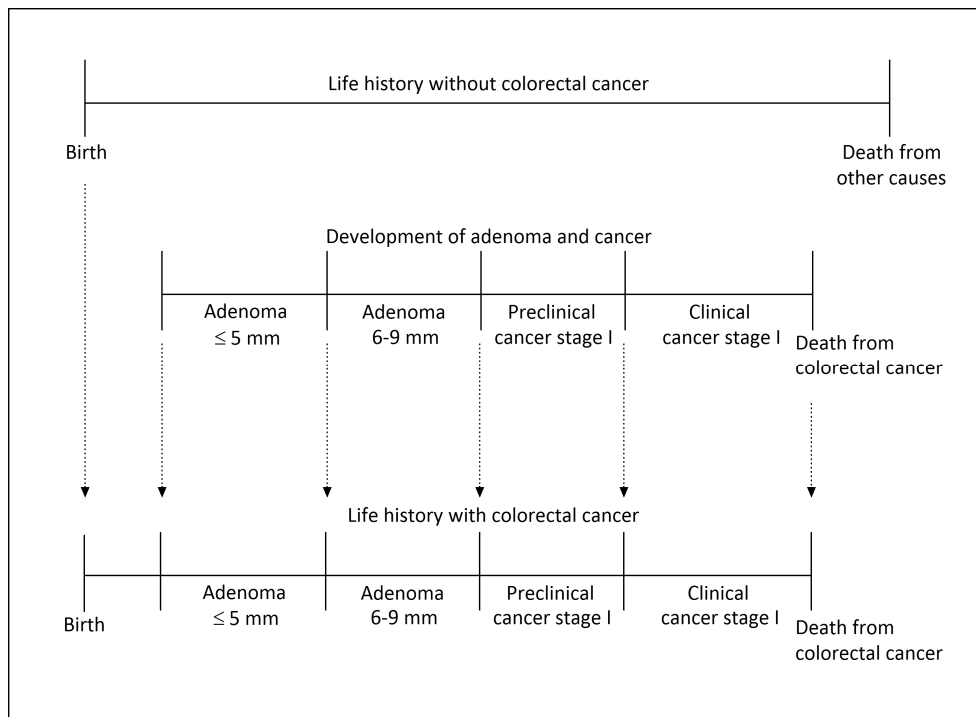 Life history without colorectal cancer
Birth
Death from
other causes
Development of adenoma and cancer
Adenoma
≤ 5 mm
Adenoma
6-9 mm
Preclinical
cancer stage I
Clinical
cancer stage I
Death from
colorectal cancer
Life history with colorectal cancer
Birth
Adenoma
≤ 5 mm
Adenoma
6-9 mm
Preclinical
cancer stage I
Clinical
cancer stage I
Death from
colorectal cancer